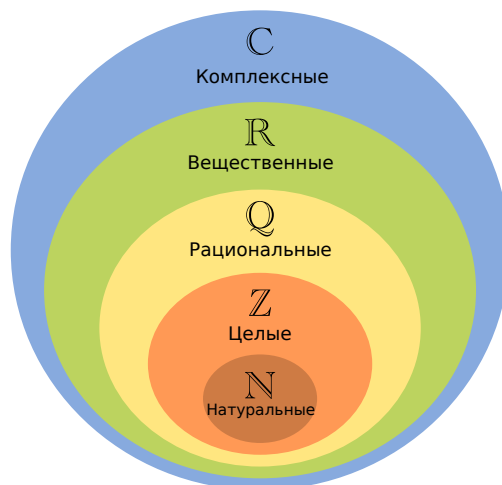 ℂ
Комплексные
ℝ
Вещественные
ℚ
Рациональные
ℤ
Целые
ℕ
Натуральные